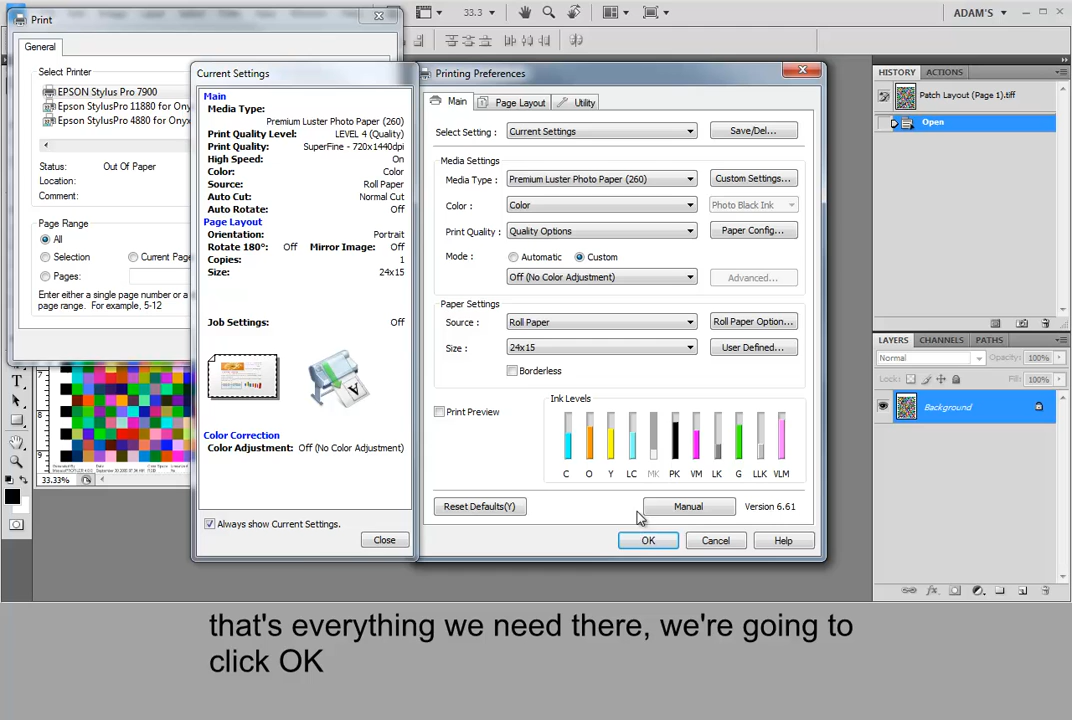 Print
General
Select Printer
EPSON Stylus Pro 7900
Epson StylusPro 11880 for Onyx
Epson StylusPro 4880 for Onyx
Status: Out Of Paper
Location:
Comment:
Page Range
All
Selection
Current Page
Pages:
Enter either a single page number or a
page range. For example, 5-12
Current Settings
Main
Media Type:
Premium Luster Photo Paper (260)
Print Quality Level: LEVEL 4 (Quality)
Print Quality: SuperFine - 720x1440dpi
High Speed: On
Color: Color
Source: Roll Paper
Auto Cut: Normal Cut
Auto Rotate: Off
Page Layout
Orientation: Portrait
Rotate 180°: Off Mirror Image: Off
Copies: 1
Size: 24x15
Job Settings: Off
Color Correction
Color Adjustment: Off (No Color Adjustment)
Always show Current Settings.
Close
Printing Preferences
Main Page Layout Utility
Select Setting : Current Settings Save/Del...
Media Settings
Media Type : Premium Luster Photo Paper (260) Custom Settings...
Color : Color Photo Black Ink
Print Quality : Quality Options Paper Config...
Mode : Automatic Custom
Off (No Color Adjustment) Advanced...
Paper Settings
Source : Roll Paper Roll Paper Option...
Size : 24x15 User Defined...
Borderless
Print Preview
Ink Levels
C O Y LC MK PK VM LK G LLK VLM
Reset Defaults(Y) Manual Version 6.61
OK Cancel Help
33.3
ADAM'S
HISTORY ACTIONS
Patch Layout (Page 1).tiff
Open
LAYERS CHANNELS PATHS
Normal Opacity: 100%
Lock: Fill: 100%
Background
7
8
9
33.33%
that's everything we need there, we're going to
click OK